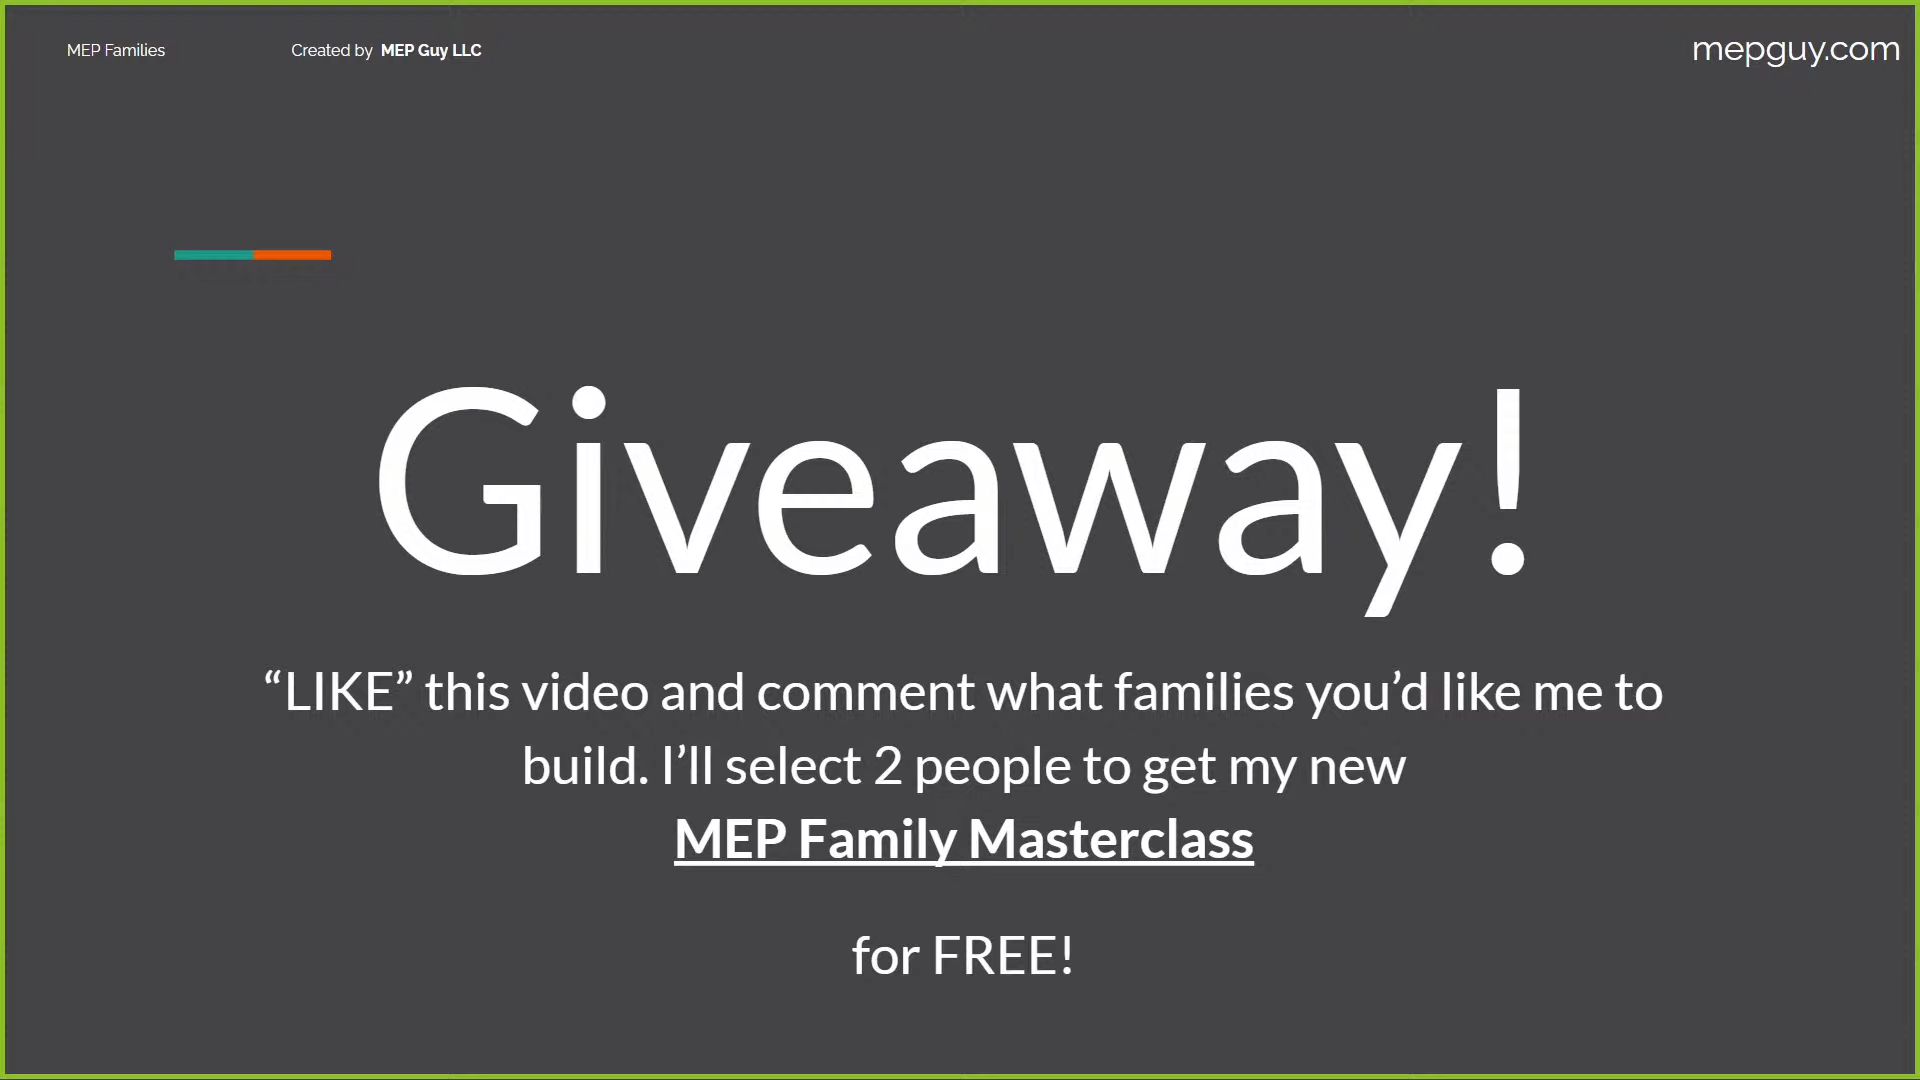 MEP Families
Created by MEP Guy LLC
mepguy.com
Giveaway!
“LIKE” this video and comment what families you’d like me to
build. I’ll select 2 people to get my new
MEP Family Masterclass
for FREE!